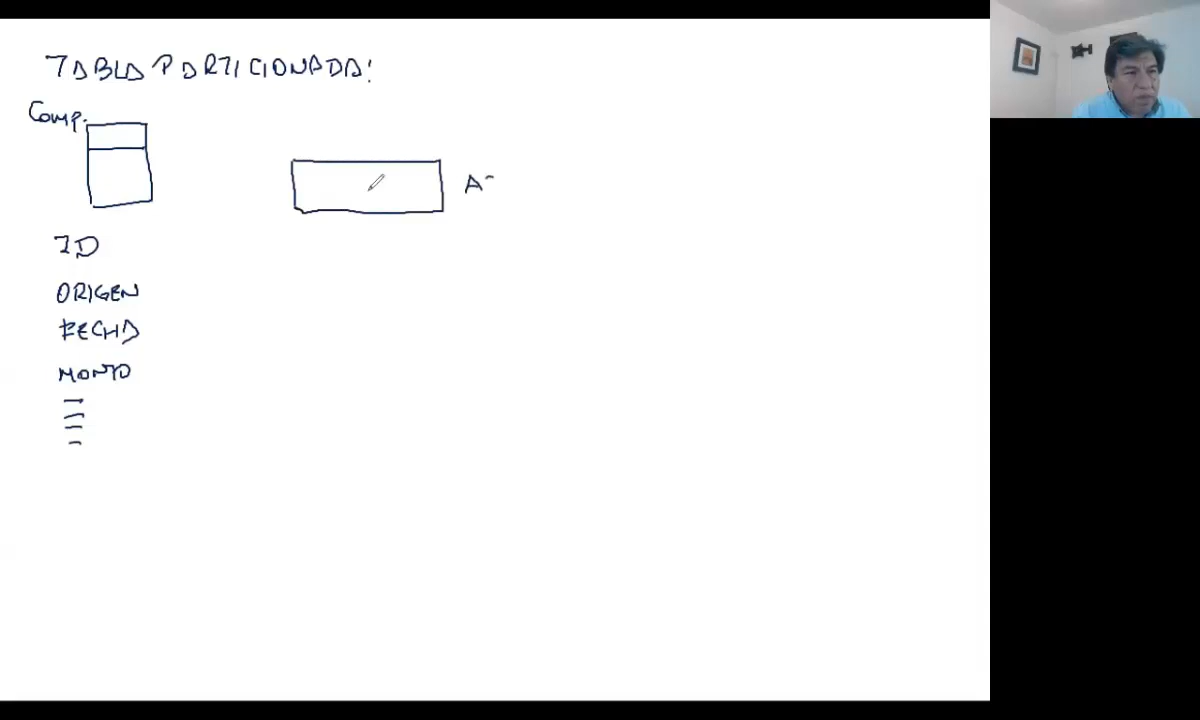 TABLA PARTICIONADA:
Comp.
A-
ID
ORIGEN
FECHA
MONTO